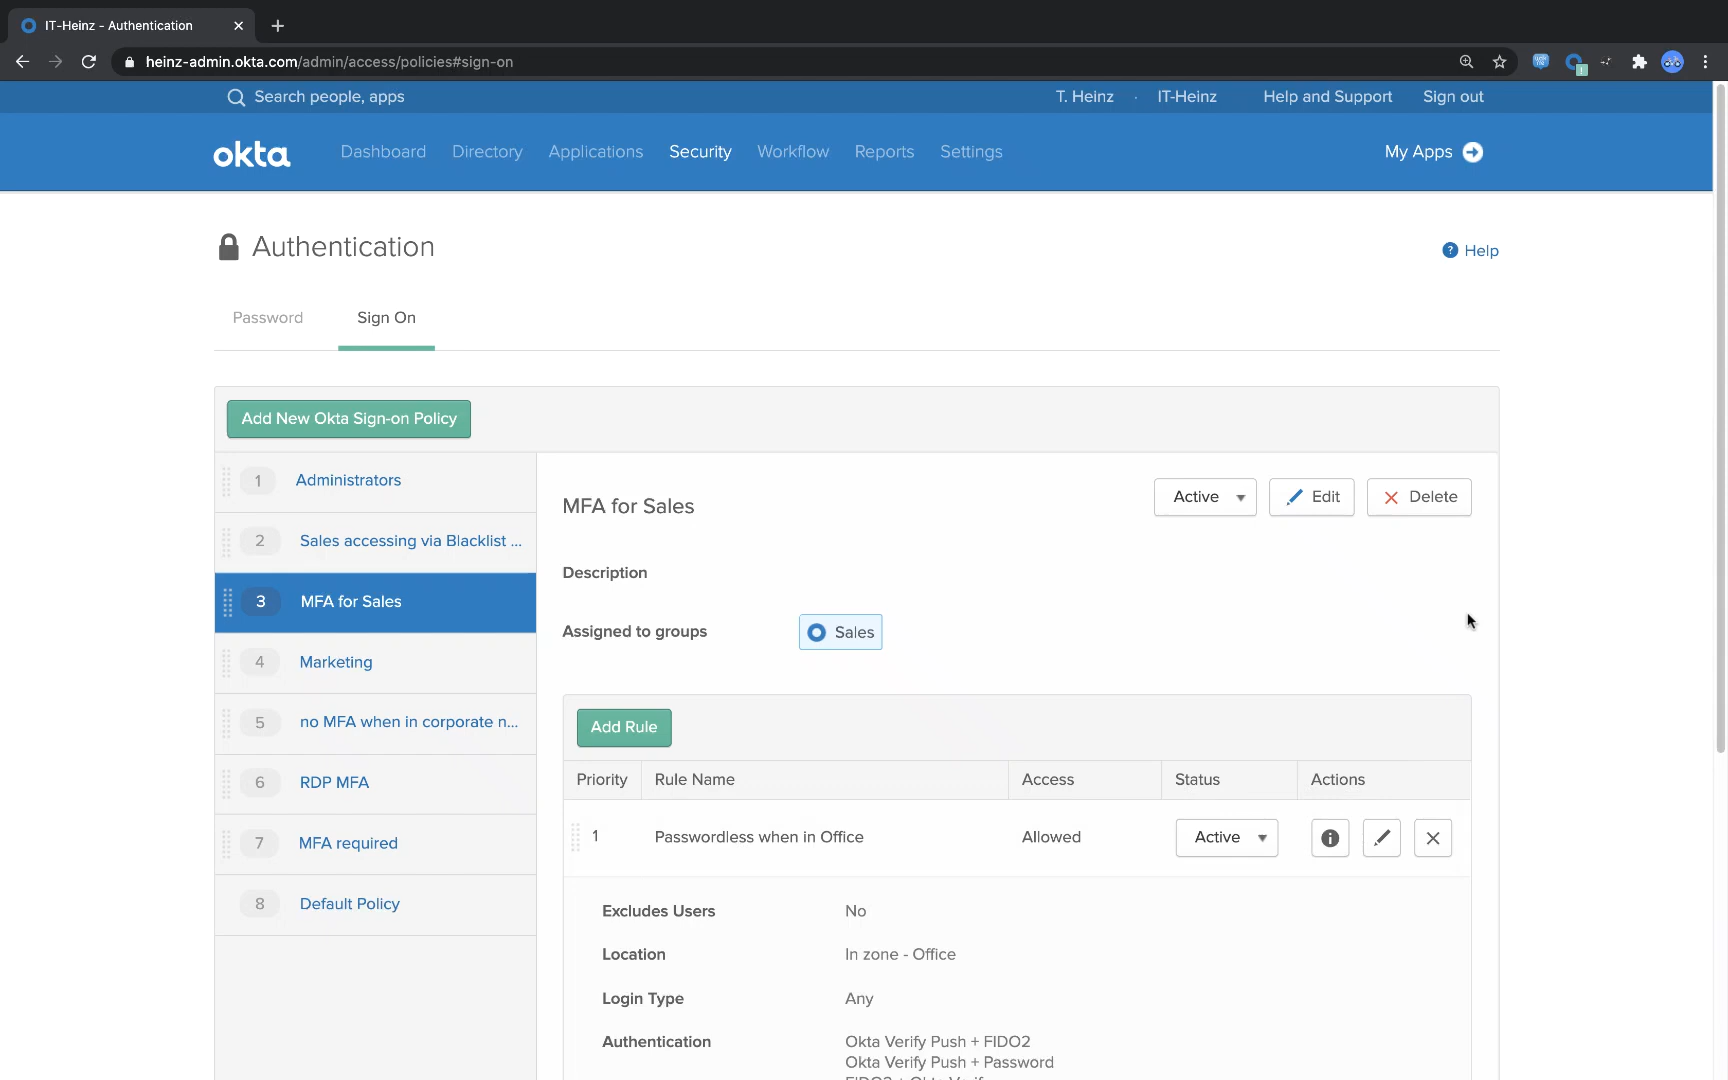 IT-Heinz - Authentication
heinz-admin.okta.com/admin/access/policies#sign-on
Search people, apps
T. Heinz · IT-Heinz Help and Support Sign out
okta Dashboard Directory Applications Security Workflow Reports Settings My Apps
Authentication
Help
Password Sign On
Add New Okta Sign-on Policy
1 Administrators
2 Sales accessing via Blacklist ...
3 MFA for Sales
4 Marketing
5 no MFA when in corporate n...
6 RDP MFA
7 MFA required
8 Default Policy
MFA for Sales
Active Edit Delete
Description
Assigned to groups Sales
Add Rule
Priority Rule Name Access Status Actions
1 Passwordless when in Office Allowed Active
Excludes Users No
Location In zone - Office
Login Type Any
Authentication Okta Verify Push + FIDO2
Okta Verify Push + Password